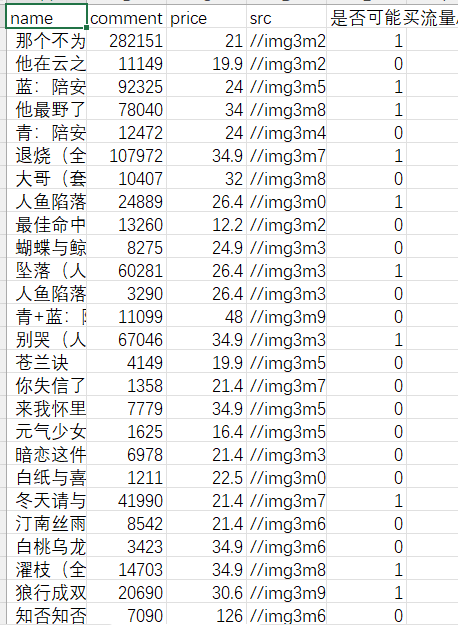 name comment price src 是否可能买流量
那个不为 282151 21 //img3m2 1
他在云之 11149 19.9 //img3m2 0
蓝：陪安 92325 24 //img3m5 1
他最野了 78040 34 //img3m8 1
青：陪安 12472 24 //img3m4 0
退烧（全 107972 34.9 //img3m7 1
大哥（套 10407 32 //img3m8 0
人鱼陷落 24889 26.4 //img3m0 1
最佳命中 13260 12.2 //img3m2 0
蝴蝶与鲸 8275 24.9 //img3m3 0
坠落（人 60281 26.4 //img3m3 1
人鱼陷落 3290 26.4 //img3m3 0
青+蓝： 11099 48 //img3m9 0
别哭（人 67046 34.9 //img3m3 1
苍兰诀 4149 19.9 //img3m5 0
你失信了 1358 21.4 //img3m7 0
来我怀里 7779 34.9 //img3m5 0
元气少女 1625 16.4 //img3m5 0
暗恋这件 6978 21.4 //img3m3 0
白纸与喜 1211 22.5 //img3m0 0
冬天请与 41990 21.4 //img3m7 1
汀南丝雨 8542 21.4 //img3m6 0
白桃乌龙 3423 34.9 //img3m6 0
濯枝（全 14703 34.9 //img3m8 1
狼行成双 20690 30.6 //img3m9 1
知否知否 7090 126 //img3m6 0